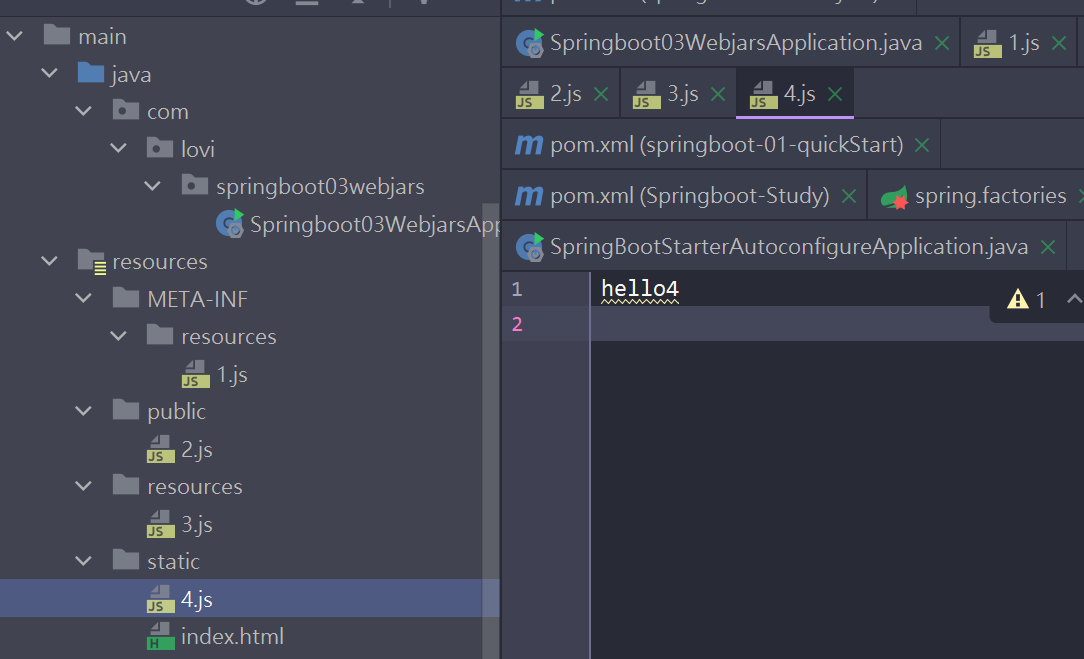 main
java
com
lovi
springboot03webjars
Springboot03WebjarsApp
resources
META-INF
resources
JS 1.js
public
JS 2.js
resources
JS 3.js
static
JS 4.js
H index.html
Springboot03WebjarsApplication.java
JS 1.js
JS 2.js
JS 3.js
JS 4.js
m pom.xml (springboot-01-quickStart)
m pom.xml (Springboot-Study)
spring.factories
SpringBootStarterAutoconfigureApplication.java
1 hello4
1
2